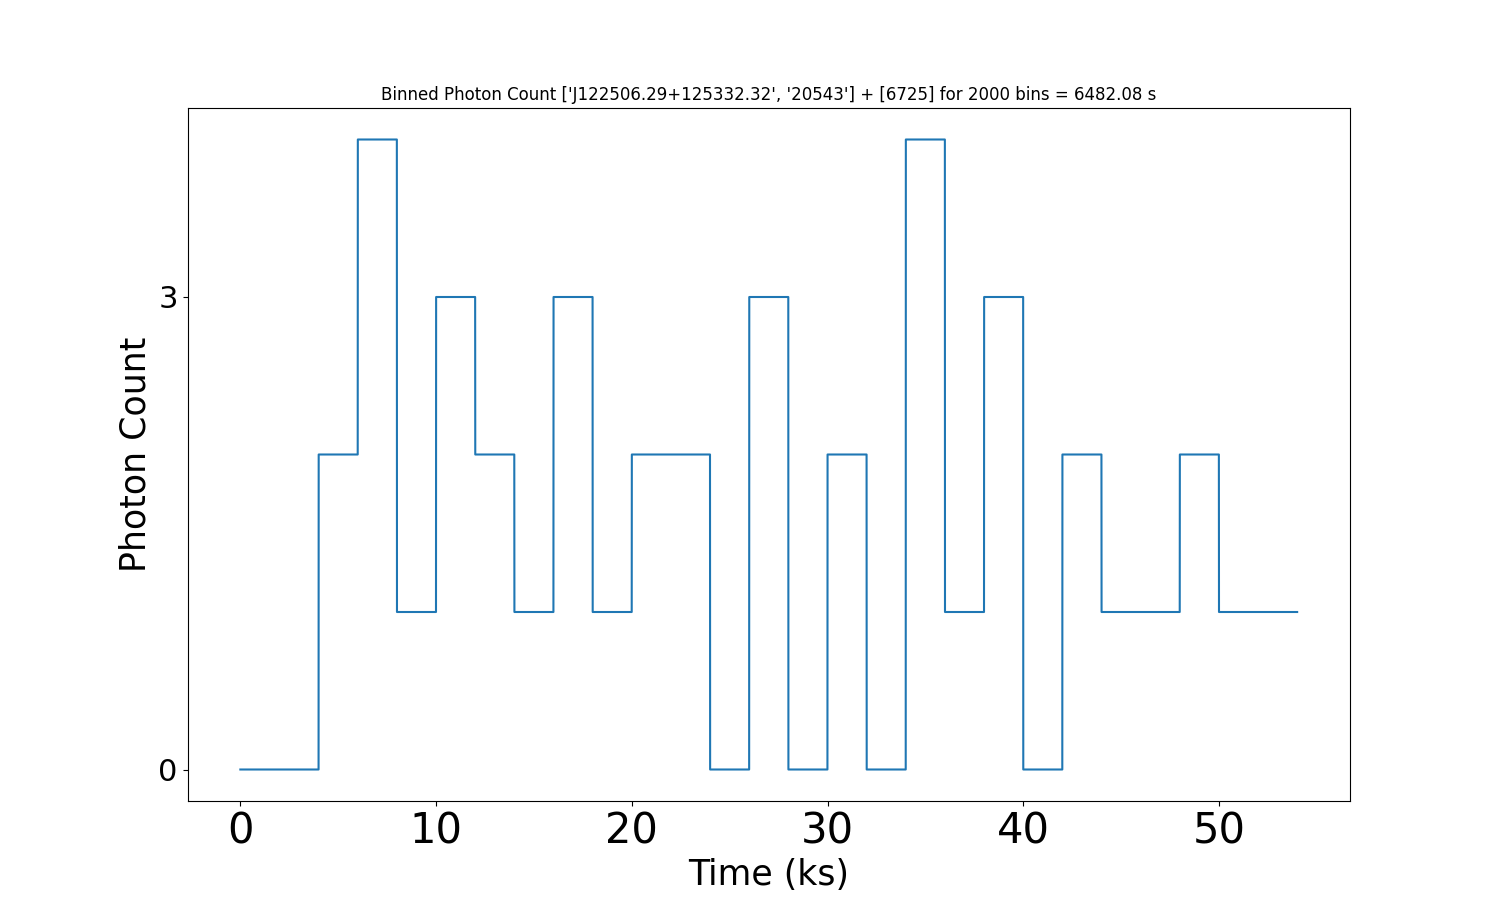 Binned Photon Count ['J122506.29+125332.32', '20543'] + [6725] for 2000 bins = 6482.08 s
Photon Count
3
0
0 10 20 30 40 50
Time (ks)